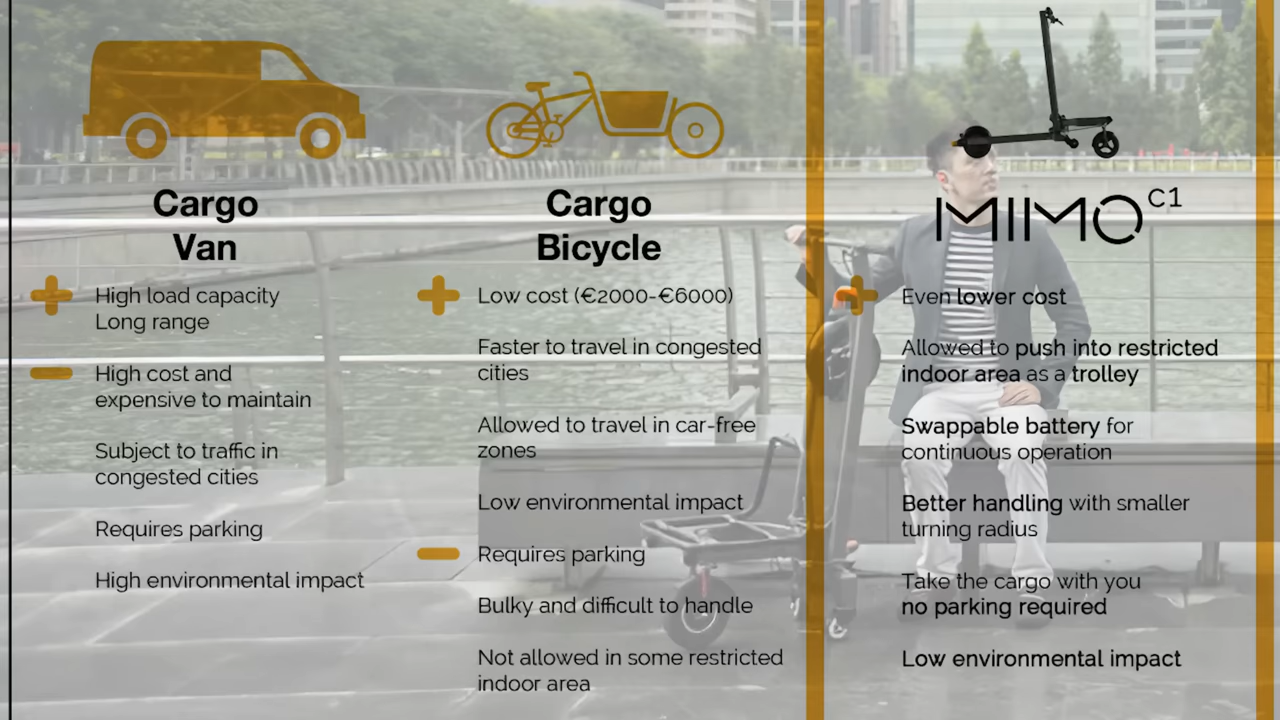 Cargo
Van
High load capacity
Long range
High cost and
expensive to maintain
Subject to traffic in
congested cities
Requires parking
High environmental impact
Cargo
Bicycle
Low cost (€2000-€6000)
Faster to travel in congested
cities
Allowed to travel in car-free
zones
Low environmental impact
Requires parking
Bulky and difficult to handle
Not allowed in some restricted
indoor area
MIMO C1
Even lower cost
Allowed to push into restricted
indoor area as a trolley
Swappable battery for
continuous operation
Better handling with smaller
turning radius
Take the cargo with you
no parking required
Low environmental impact